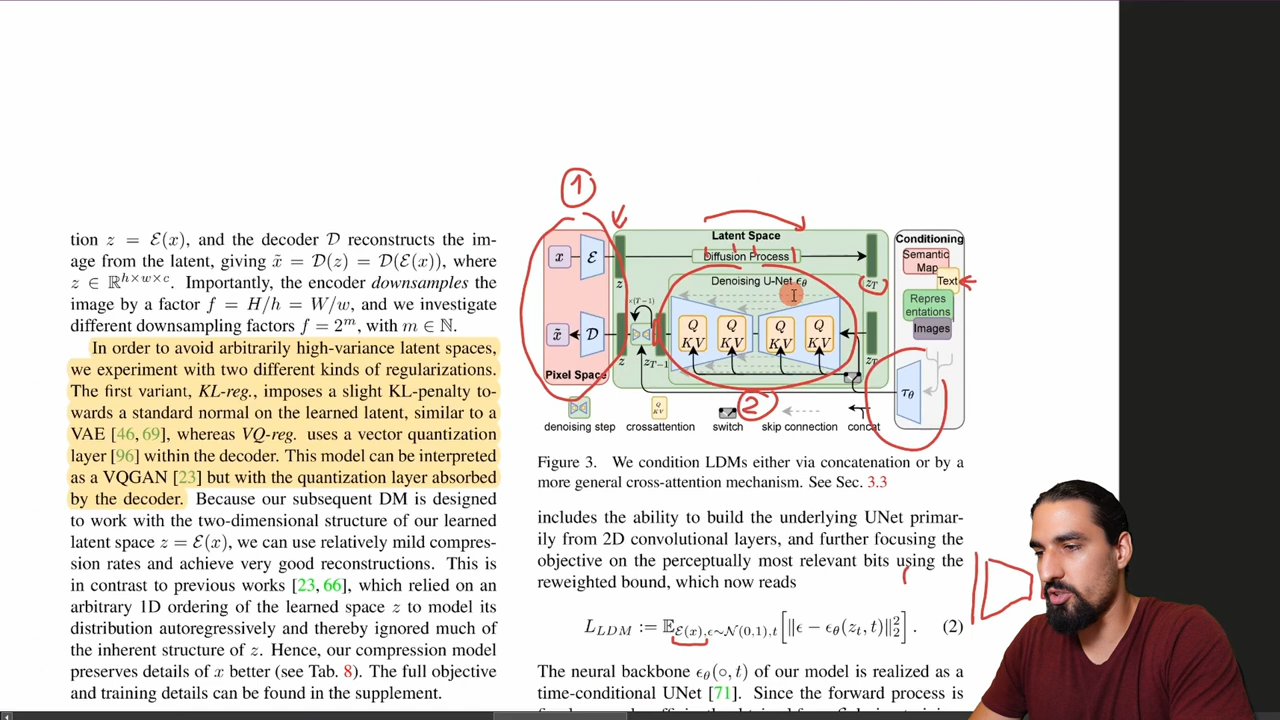 tion z = ℰ(x), and the decoder 𝒟 reconstructs the im-
age from the latent, giving x̃ = 𝒟(z) = 𝒟(ℰ(x)), where
z ∈ ℝ^{h×w×c}. Importantly, the encoder downsamples the
image by a factor f = H/h = W/w, and we investigate
different downsampling factors f = 2^m, with m ∈ ℕ.
In order to avoid arbitrarily high-variance latent spaces,
we experiment with two different kinds of regularizations.
The first variant, KL-reg., imposes a slight KL-penalty to-
wards a standard normal on the learned latent, similar to a
VAE [46, 69], whereas VQ-reg. uses a vector quantization
layer [96] within the decoder. This model can be interpreted
as a VQGAN [23] but with the quantization layer absorbed
by the decoder. Because our subsequent DM is designed
to work with the two-dimensional structure of our learned
latent space z = ℰ(x), we can use relatively mild compres-
sion rates and achieve very good reconstructions. This is
in contrast to previous works [23, 66], which relied on an
arbitrary 1D ordering of the learned space z to model its
distribution autoregressively and thereby ignored much of
the inherent structure of z. Hence, our compression model
preserves details of x better (see Tab. 8). The full objective
and training details can be found in the supplement.
1
x
ℰ
x̃
𝒟
Pixel Space
z
z
Latent Space
Diffusion Process
Denoising U-Net ϵ_θ
z_T
×(T−1)
Q
KV
Q
KV
Q
KV
Q
KV
z_{T−1}
z_T
2
Conditioning
Semantic
Map
Text
Repres
entations
Images
τ_θ
denoising step
Q
KV
crossattention
switch
skip connection
concat
Figure 3. We condition LDMs either via concatenation or by a
more general cross-attention mechanism. See Sec. 3.3
includes the ability to build the underlying UNet primar-
ily from 2D convolutional layers, and further focusing the
objective on the perceptually most relevant bits using the
reweighted bound, which now reads
L_{LDM} := 𝔼_{ℰ(x),ϵ∼𝒩(0,1),t} [‖ϵ − ϵ_θ(z_t, t)‖_2^2] . (2)
The neural backbone ϵ_θ(◦, t) of our model is realized as a
time-conditional UNet [71]. Since the forward process is